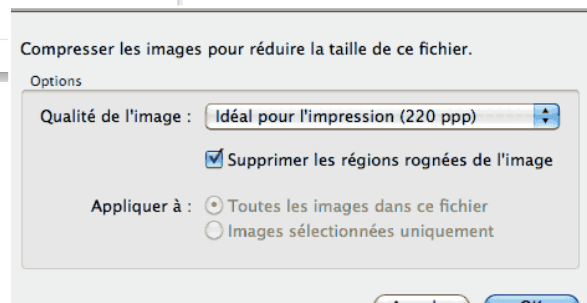 Compresser les images pour réduire la taille de ce fichier.
Options
Qualité de l'image : Idéal pour l'impression (220 ppp)
Supprimer les régions rognées de l'image
Appliquer à : Toutes les images dans ce fichier
Images sélectionnées uniquement